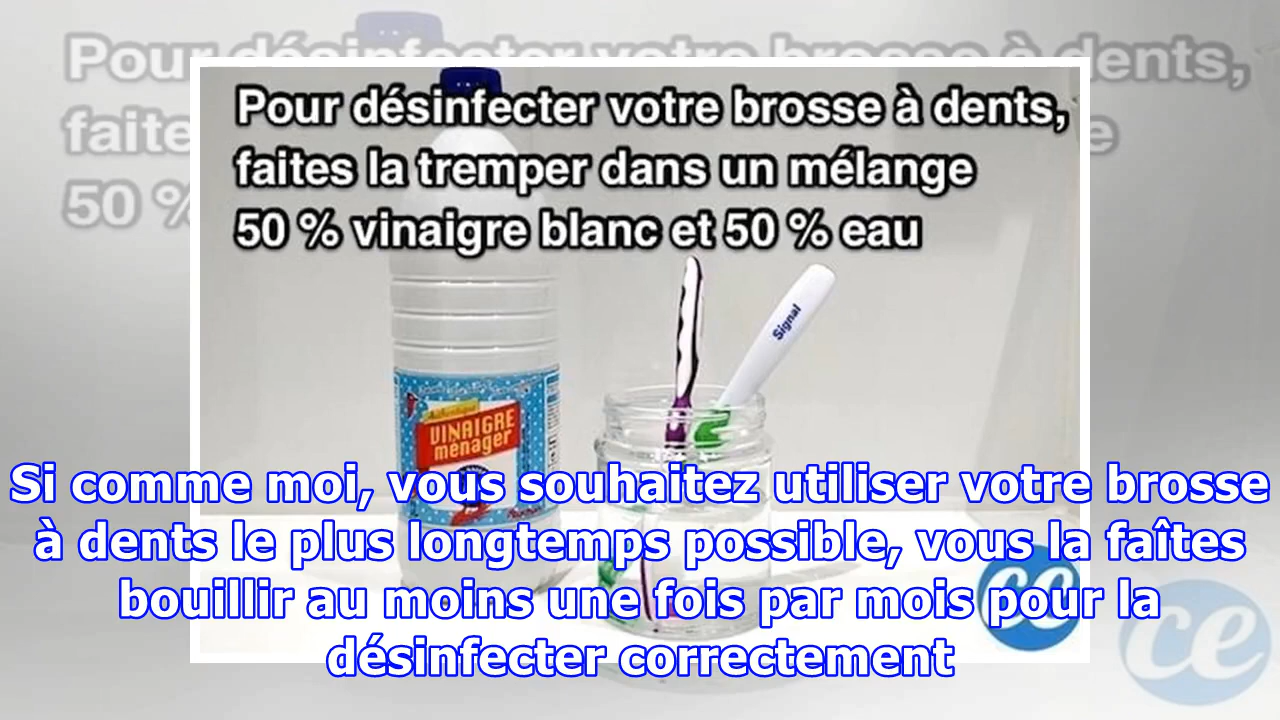 Pour désinfecter votre brosse à dents,
faites la tremper dans un mélange
50 % vinaigre blanc et 50 % eau
Signal
VINAIGRE
ménager
Si comme moi, vous souhaitez utiliser votre brosse
à dents le plus longtemps possible, vous la faîtes
bouillir au moins une fois par mois pour la
désinfecter correctement
ce